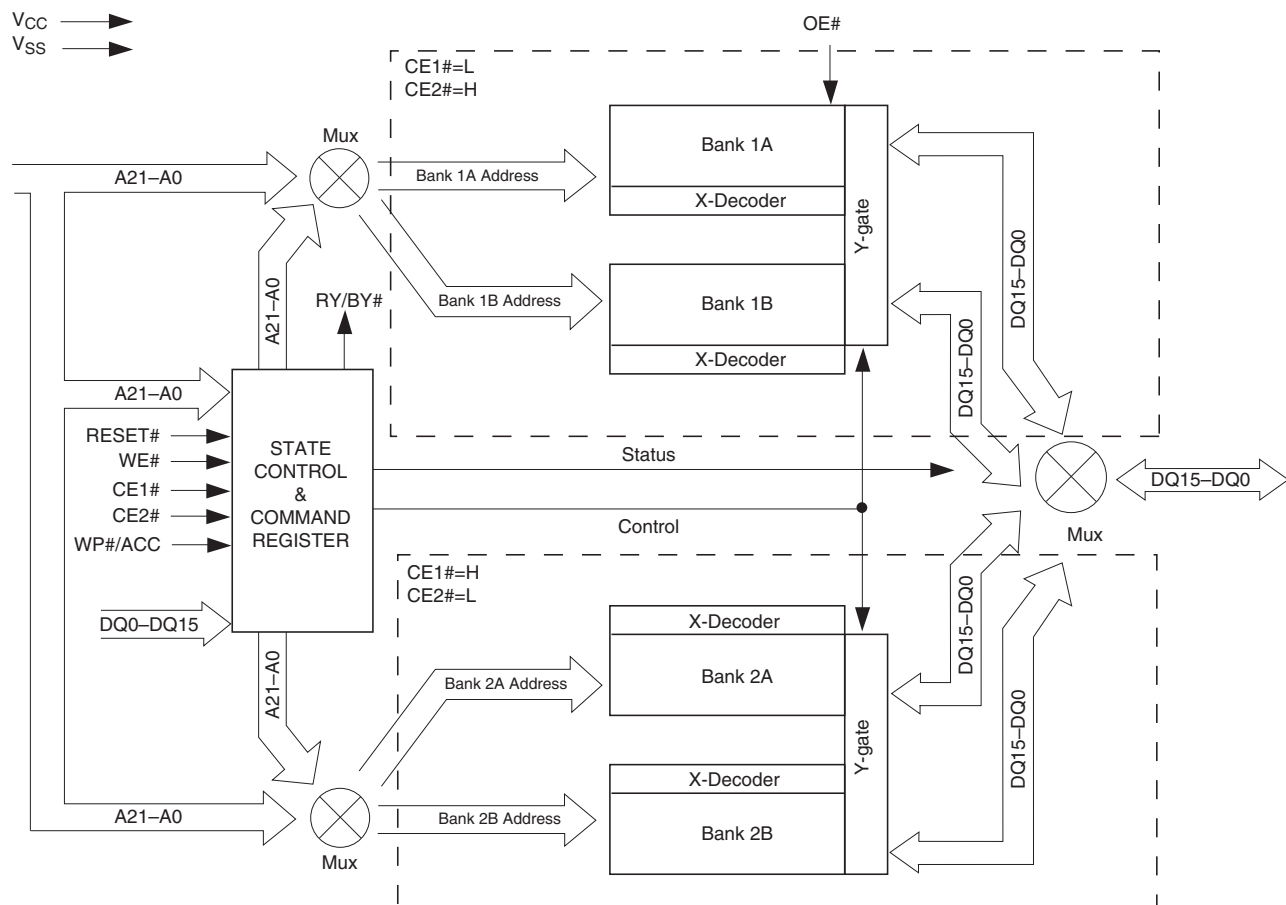 VCC
VSS
OE#
CE1#=L
CE2#=H
Mux
Bank 1A
A21–A0
Bank 1A Address
X-Decoder
Y-gate
DQ15–DQ0
A21–A0
RY/BY#
Bank 1B Address
Bank 1B
X-Decoder
DQ15–DQ0
A21–A0
RESET#
WE#
CE1#
CE2#
WP#/ACC
STATE
CONTROL
&
COMMAND
REGISTER
Status
Control
DQ15–DQ0
Mux
CE1#=H
CE2#=L
DQ0–DQ15
X-Decoder
DQ15–DQ0
A21–A0
Bank 2A Address
Bank 2A
Y-gate
DQ15–DQ0
X-Decoder
A21–A0
Bank 2B Address
Bank 2B
Mux